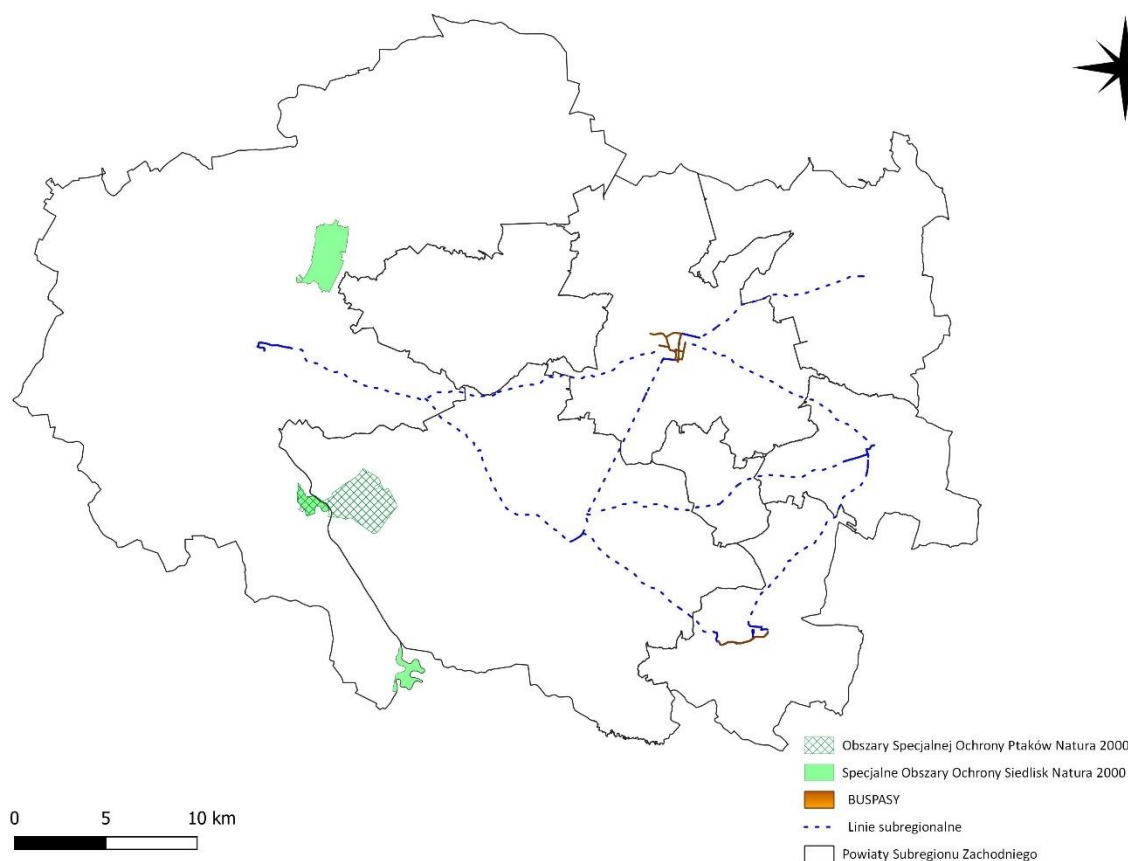 Obszary Specjalnej Ochrony Ptaków Natura 2000
Specjalne Obszary Ochrony Siedlisk Natura 2000
BUSPASY
Linie subregionalne
Powiaty Subregionu Zachodniego
0 5 10 km